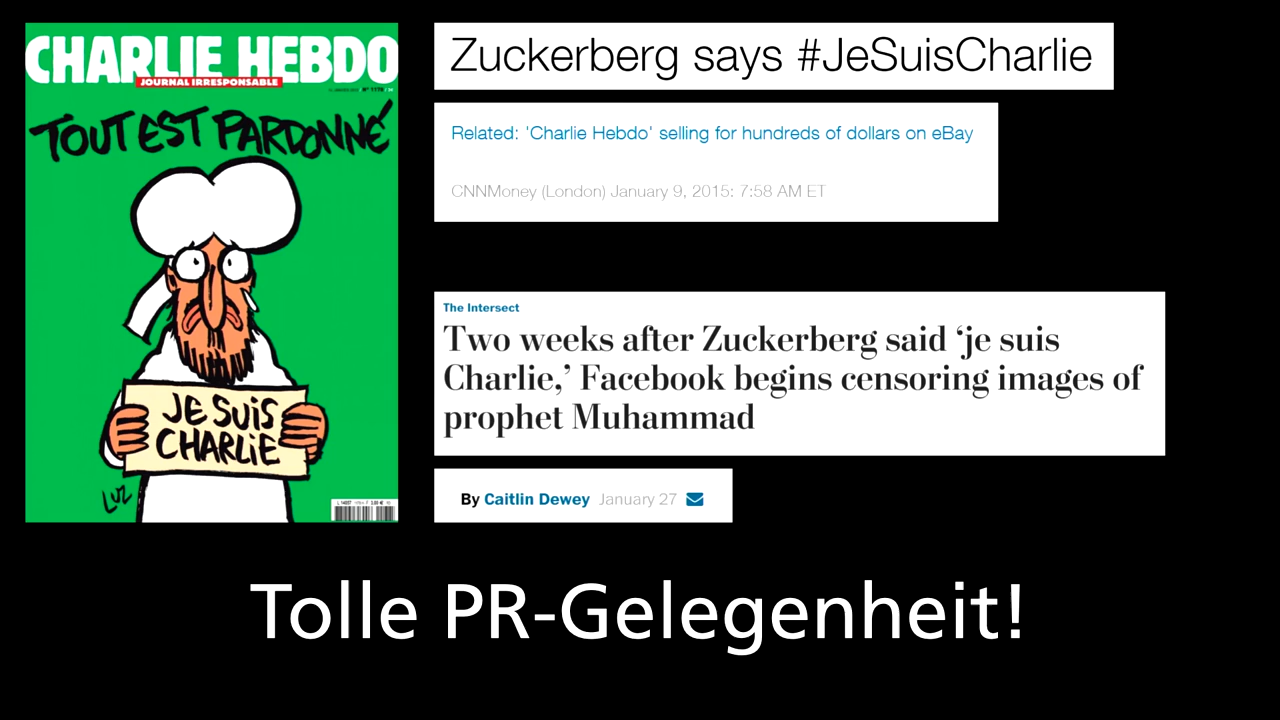 CHARLIE HEBDO
JOURNAL IRRESPONSABLE
TOUT EST PARDONNÉ
JE SUIS
CHARLIE
LUZ
Zuckerberg says #JeSuisCharlie
Related: 'Charlie Hebdo' selling for hundreds of dollars on eBay
CNNMoney (London) January 9, 2015: 7:58 AM ET
The Intersect
Two weeks after Zuckerberg said ‘je suis
Charlie,’ Facebook begins censoring images of
prophet Muhammad
By Caitlin Dewey January 27
Tolle PR-Gelegenheit!